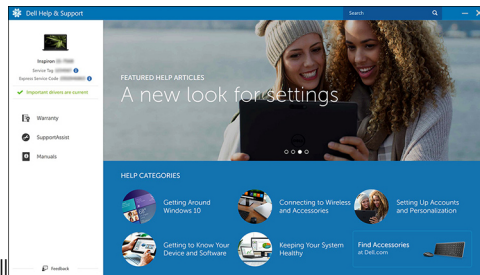 Dell Help & Support
Search
Inspiron
Service Tag
Express Service Code
Important drivers are current
Warranty
SupportAssist
Manuals
Feedback
FEATURED HELP ARTICLES
A new look for settings
HELP CATEGORIES
Getting Around
Windows 10
Connecting to Wireless
and Accessories
Setting Up Accounts
and Personalization
Getting to Know Your
Device and Software
Keeping Your System
Healthy
Find Accessories
at Dell.com